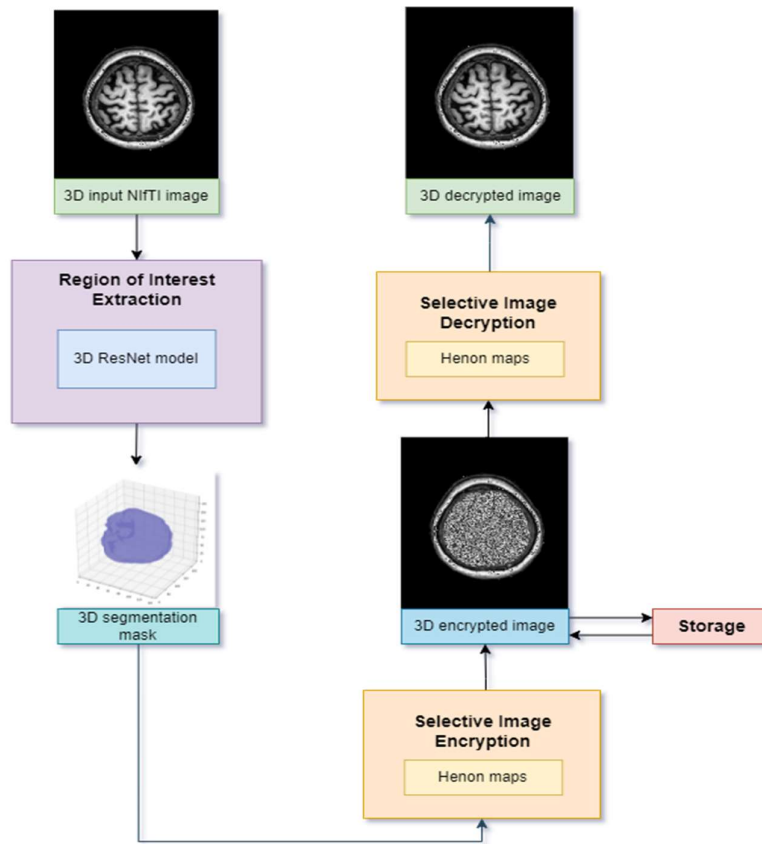 3D input NIfTI image
Region of Interest
Extraction
3D ResNet model
3D segmentation
mask
3D decrypted image
Selective Image
Decryption
Henon maps
3D encrypted image
Storage
Selective Image
Encryption
Henon maps